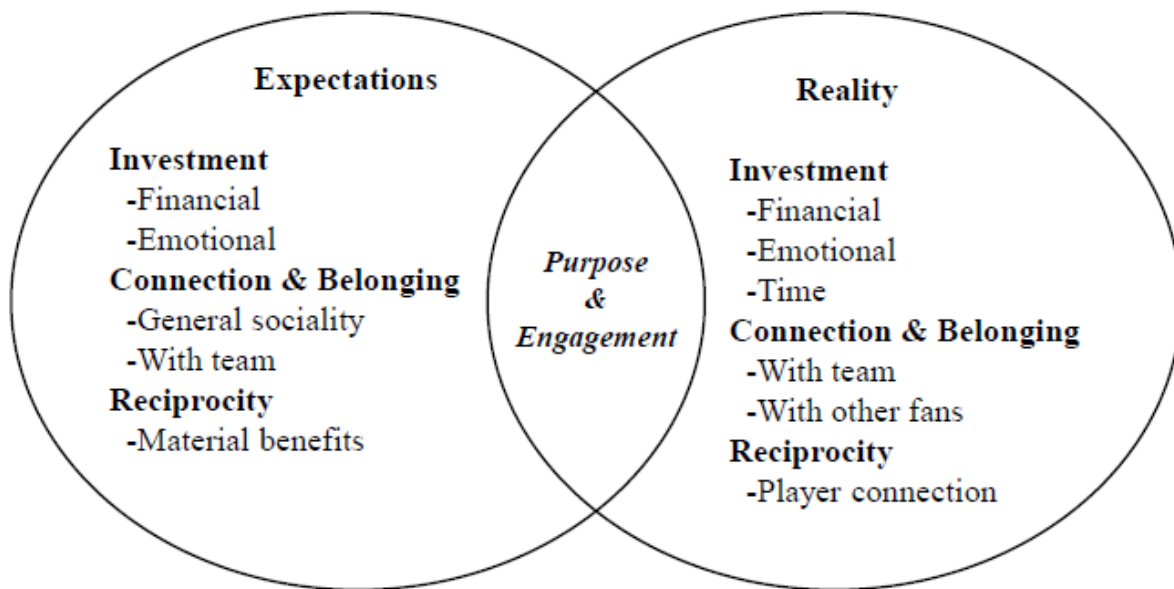 Expectations
Investment
-Financial
-Emotional
Connection & Belonging
-General sociality
-With team
Reciprocity
-Material benefits
Purpose
&
Engagement
Reality
Investment
-Financial
-Emotional
-Time
Connection & Belonging
-With team
-With other fans
Reciprocity
-Player connection